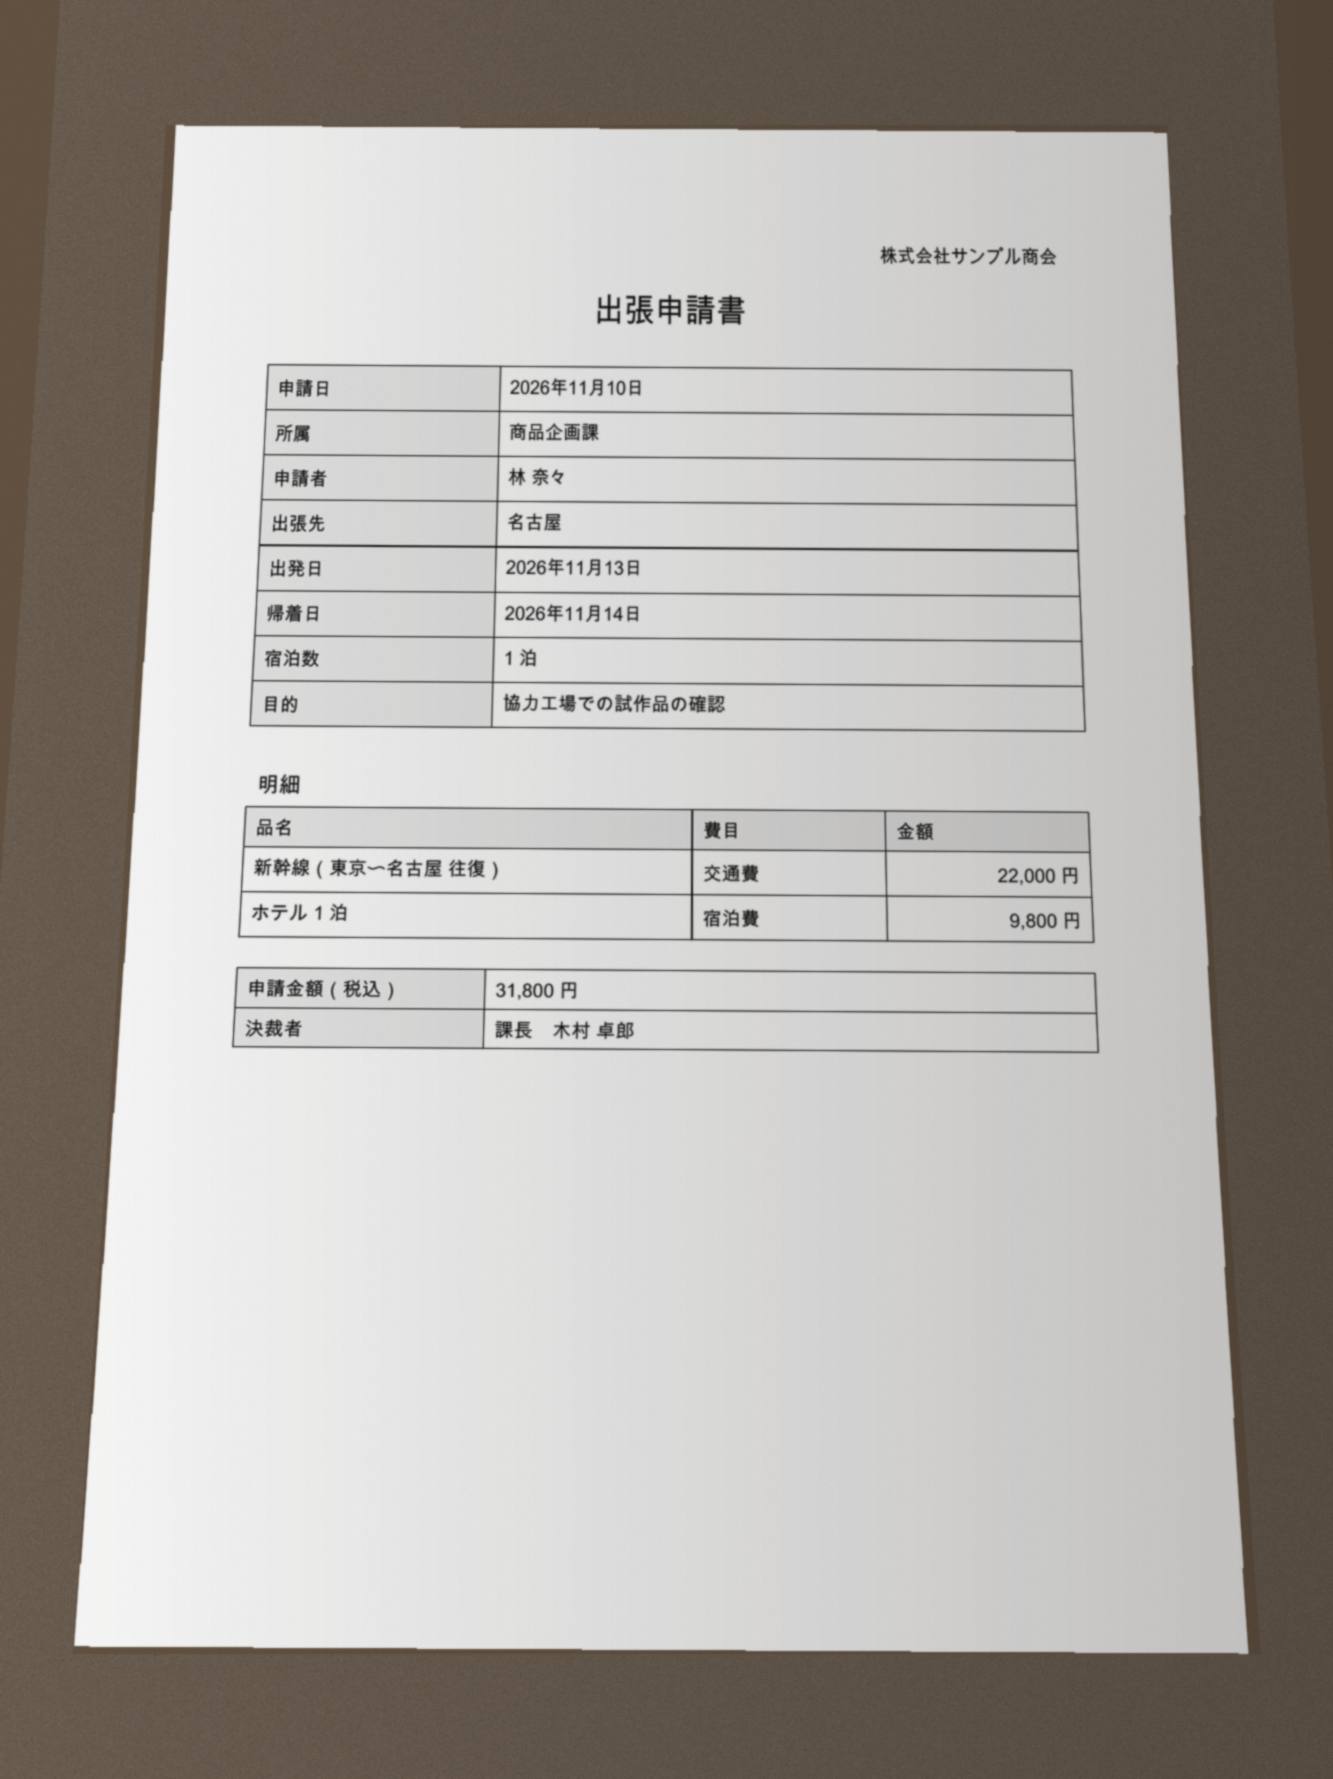 株式会社サンプル商会
出張申請書
申請日 2026年11月10日
所属 商品企画課
申請者 林 奈々
出張先 名古屋
出発日 2026年11月13日
帰着日 2026年11月14日
宿泊数 1 泊
目的 協力工場での試作品の確認
明細
品名 費目 金額
新幹線(東京〜名古屋 往復) 交通費 22,000 円
ホテル 1 泊 宿泊費 9,800 円
申請金額(税込) 31,800 円
決裁者 課長　木村 卓郎